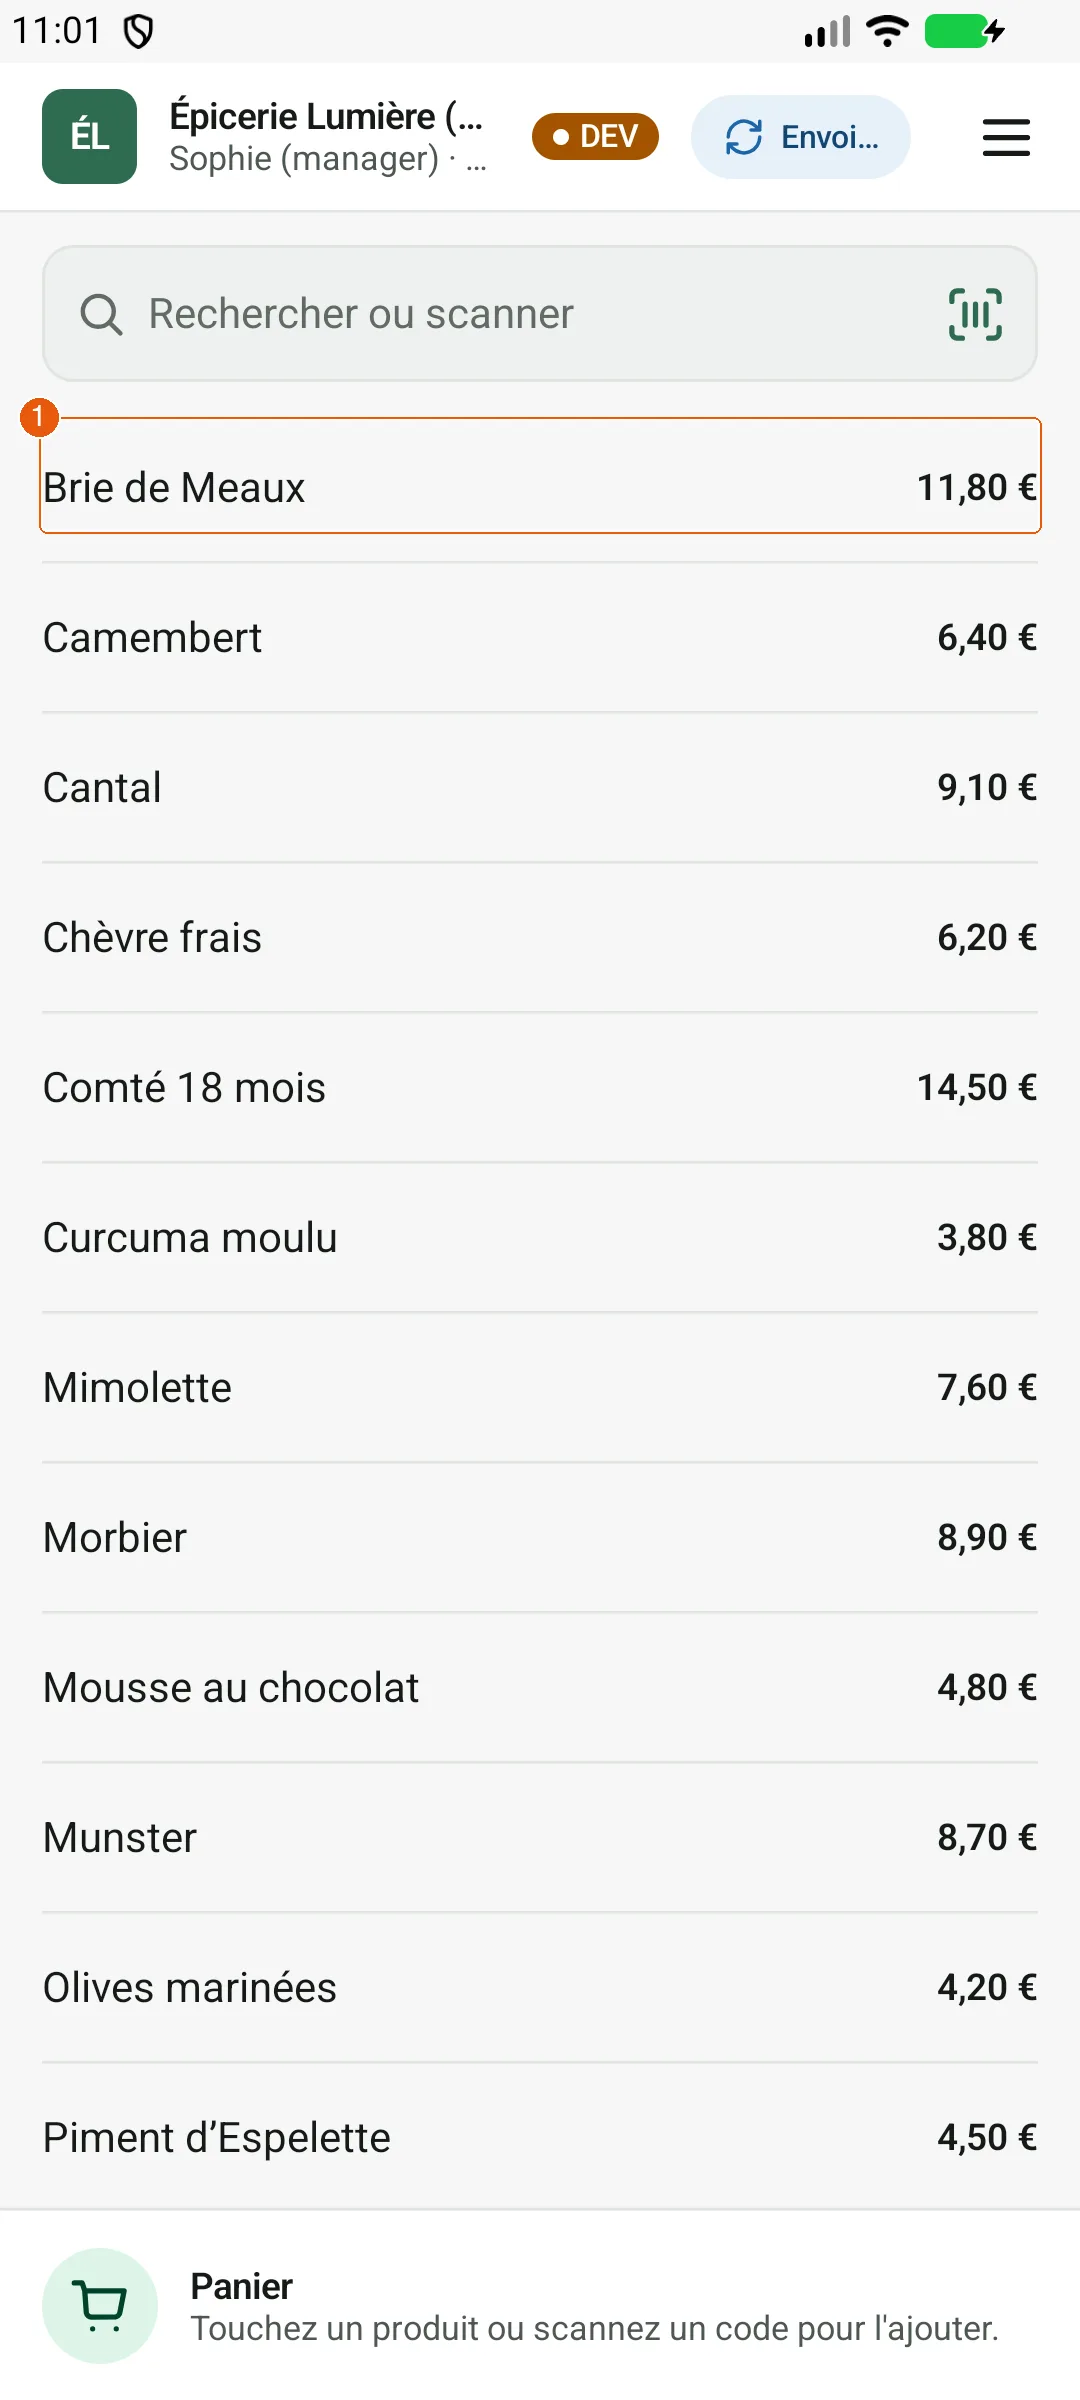 11:01
ÉL
Épicerie Lumière (...
Sophie (manager) · ...
DEV
Envoi...
Rechercher ou scanner
1
Brie de Meaux 11,80 €
Camembert 6,40 €
Cantal 9,10 €
Chèvre frais 6,20 €
Comté 18 mois 14,50 €
Curcuma moulu 3,80 €
Mimolette 7,60 €
Morbier 8,90 €
Mousse au chocolat 4,80 €
Munster 8,70 €
Olives marinées 4,20 €
Piment d’Espelette 4,50 €
Panier
Touchez un produit ou scannez un code pour l'ajouter.